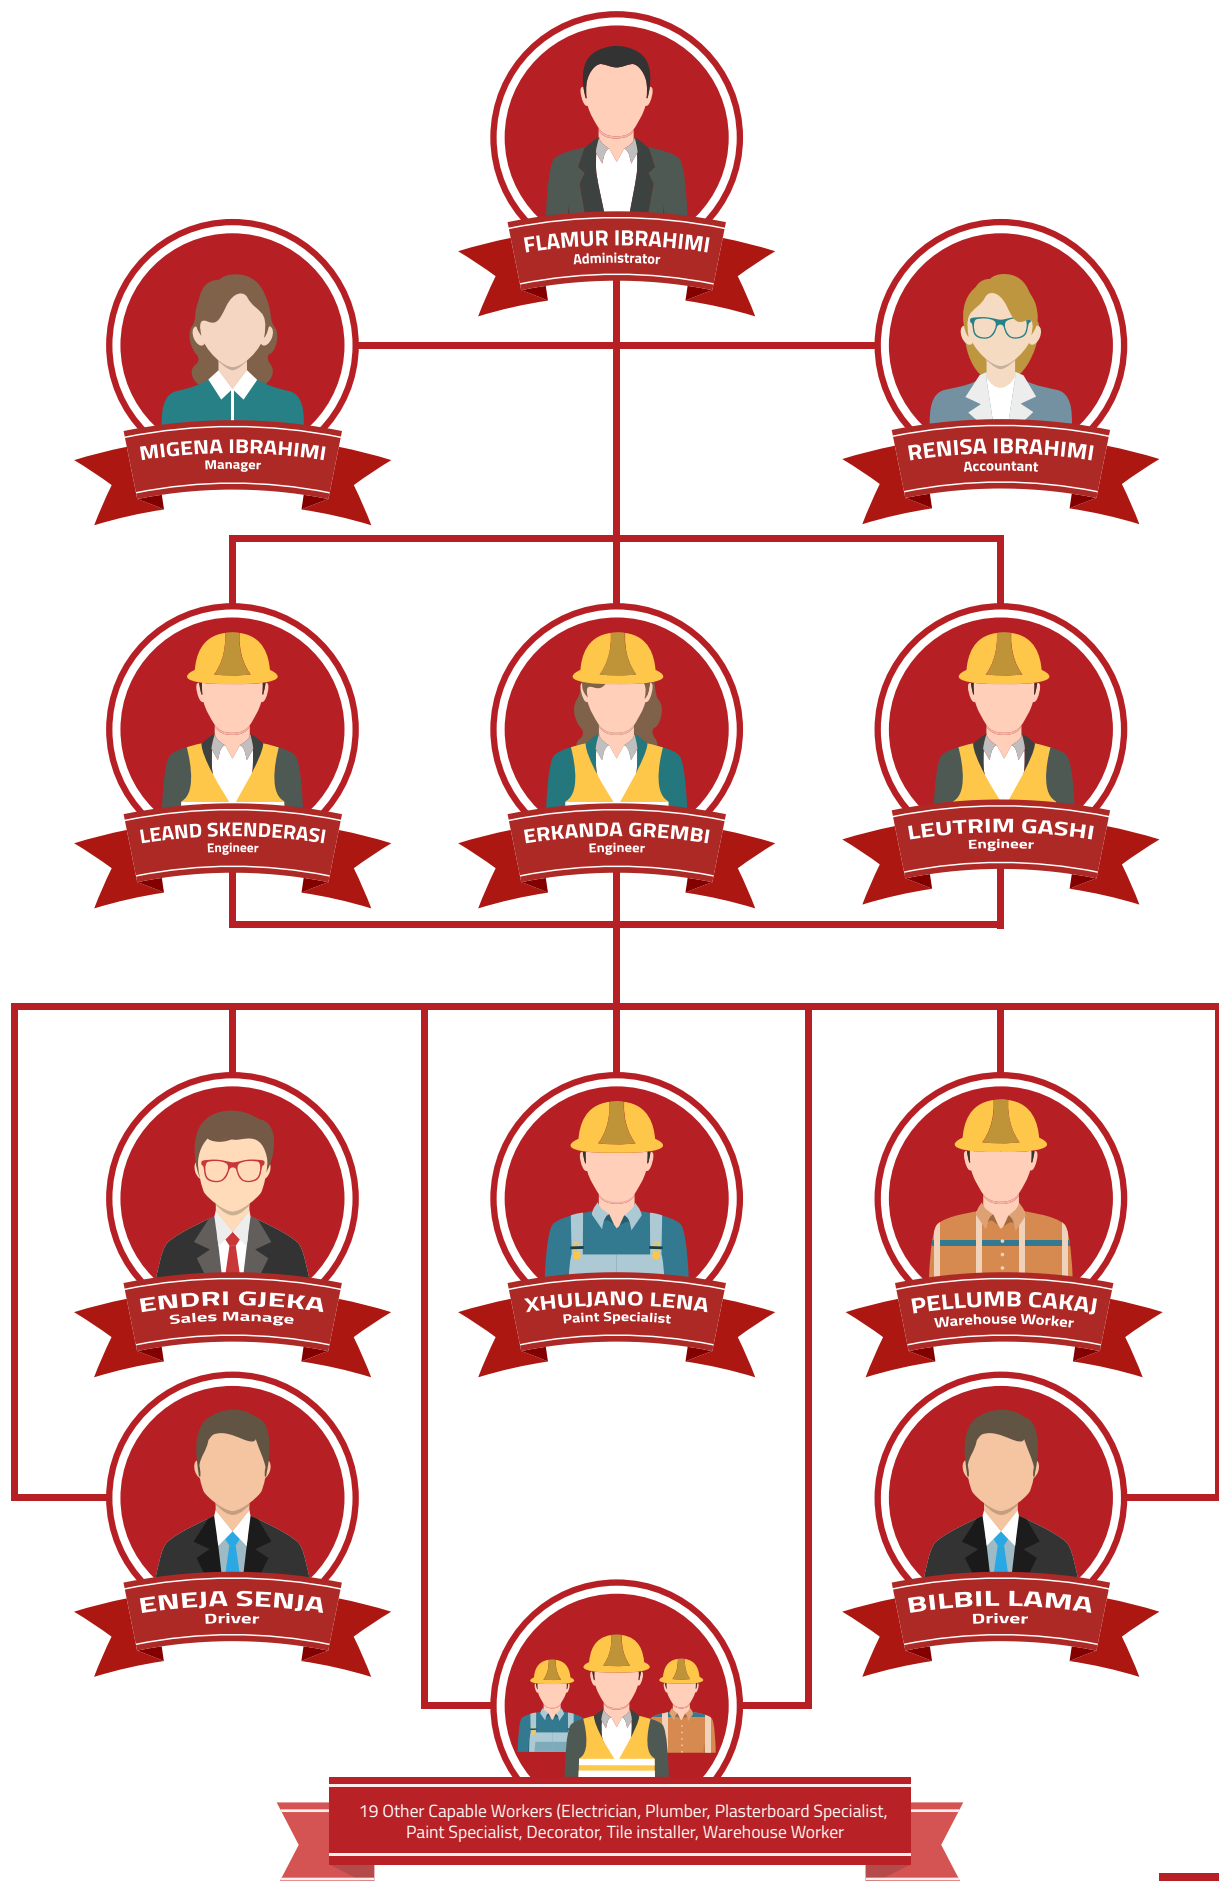 FLAMUR IBRAHIMI
Administrator
MIGENA IBRAHIMI
Manager
RENISA IBRAHIMI
Accountant
LEAND SKENDERASI
Engineer
ERKANDA GREMBI
Engineer
LEUTRIM GASHI
Engineer
ENDRI GJEKA
Sales Manage
XHULJANO LENA
Paint Specialist
PELLUMB CAKAJ
Warehouse Worker
ENEJA SENJA
Driver
BILBIL LAMA
Driver
19 Other Capable Workers (Electrician, Plumber, Plasterboard Specialist,
Paint Specialist, Decorator, Tile installer, Warehouse Worker